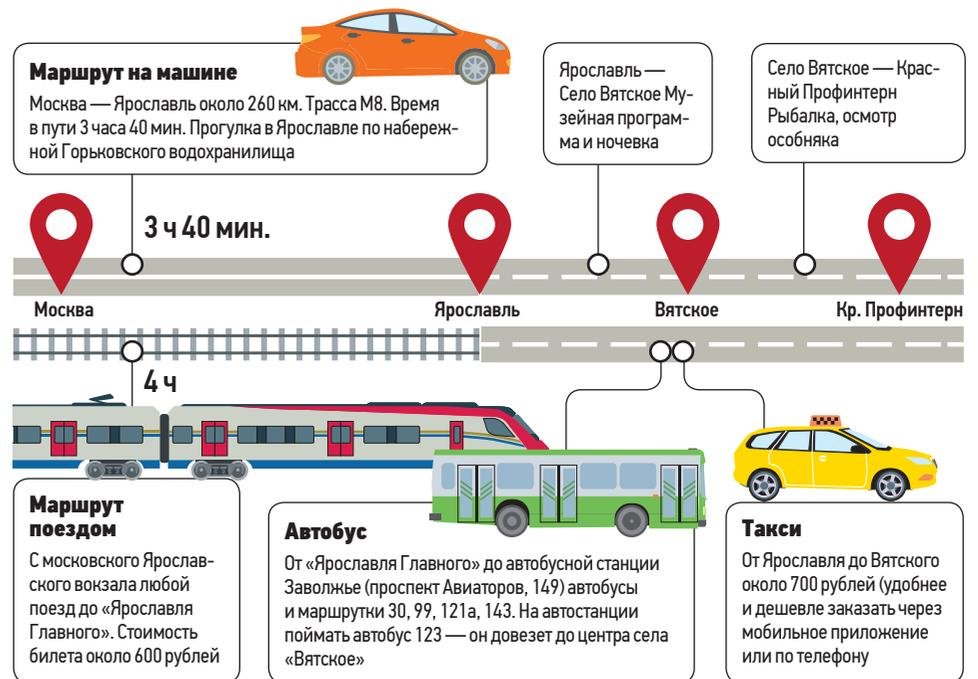 Маршрут на машине
Москва — Ярославль около 260 км. Трасса М8. Время
в пути 3 часа 40 мин. Прогулка в Ярославле по набереж-
ной Горьковского водохранилища
Ярославль —
Село Вятское Му-
зейная програм-
ма и ночевка
Село Вятское — Крас-
ный Профинтерн
Рыбалка, осмотр
особняка
3 ч 40 мин.
Москва
Ярославль
Вятское
Кр. Профинтерн
4 ч
Маршрут
поездом
С московского Ярослав-
ского вокзала любой
поезд до «Ярославля
Главного». Стоимость
билета около 600 рублей
Автобус
От «Ярославля Главного» до автобусной станции
Заволжье (проспект Авиаторов, 149) автобусы
и маршрутки 30, 99, 121а, 143. На автостанции
поймать автобус 123 — он довезет до центра села
«Вятское»
Такси
От Ярославля до Вятского
около 700 рублей (удобнее
и дешевле заказать через
мобильное приложение
или по телефону